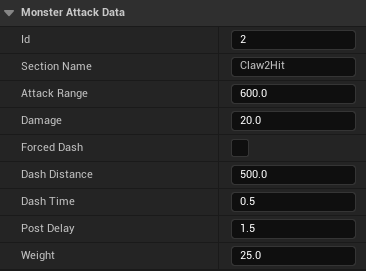 Monster Attack Data
Id 2
Section Name Claw2Hit
Attack Range 600.0
Damage 20.0
Forced Dash
Dash Distance 500.0
Dash Time 0.5
Post Delay 1.5
Weight 25.0